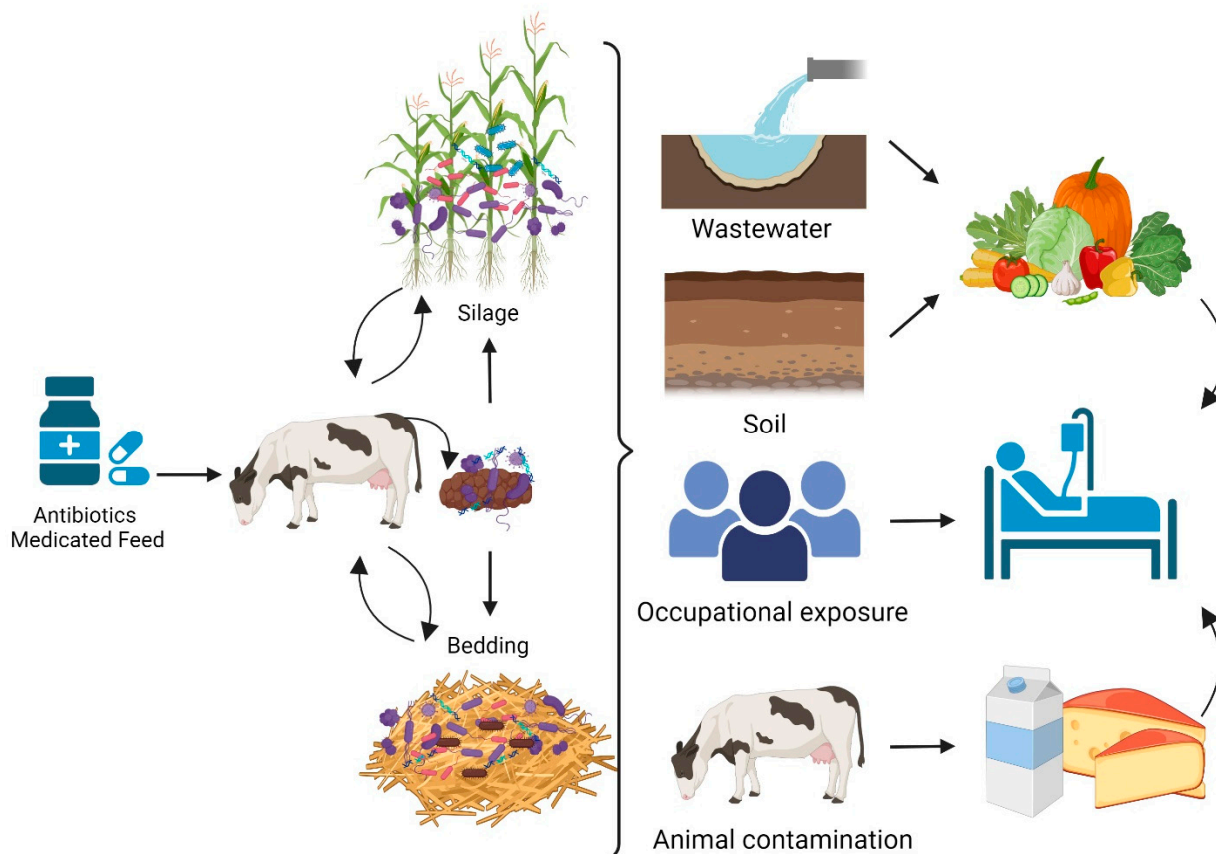 Silage
Antibiotics
Medicated Feed
Bedding
Wastewater
Soil
Occupational exposure
Animal contamination